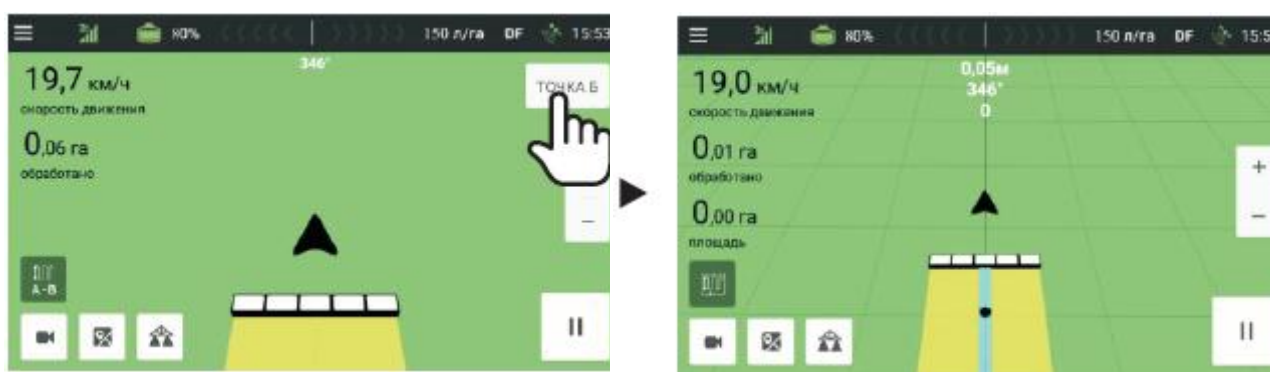 80% 150 л/га DF 15:53
346°
19,7 км/ч
скорость движения
ТОЧКА Б
0,06 га
обработано
−
A-B
80% 150 л/га DF 15:5
0,05м
19,0 км/ч
346°
скорость движения
0
0,01 га
обработано
+
0,00 га
−
площадь